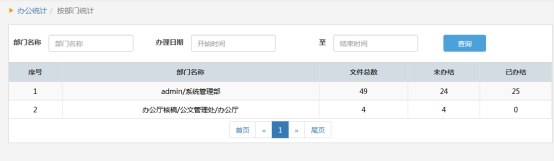 办公统计 / 按部门统计
部门名称 部门名称 办理日期 开始时间 至 结束时间 查询
序号 部门名称 文件总数 未办结 已办结
1 admin/系统管理部 49 24 25
2 办公厅核稿/公文管理处/办公厅 4 4 0
首页 « 1 » 尾页